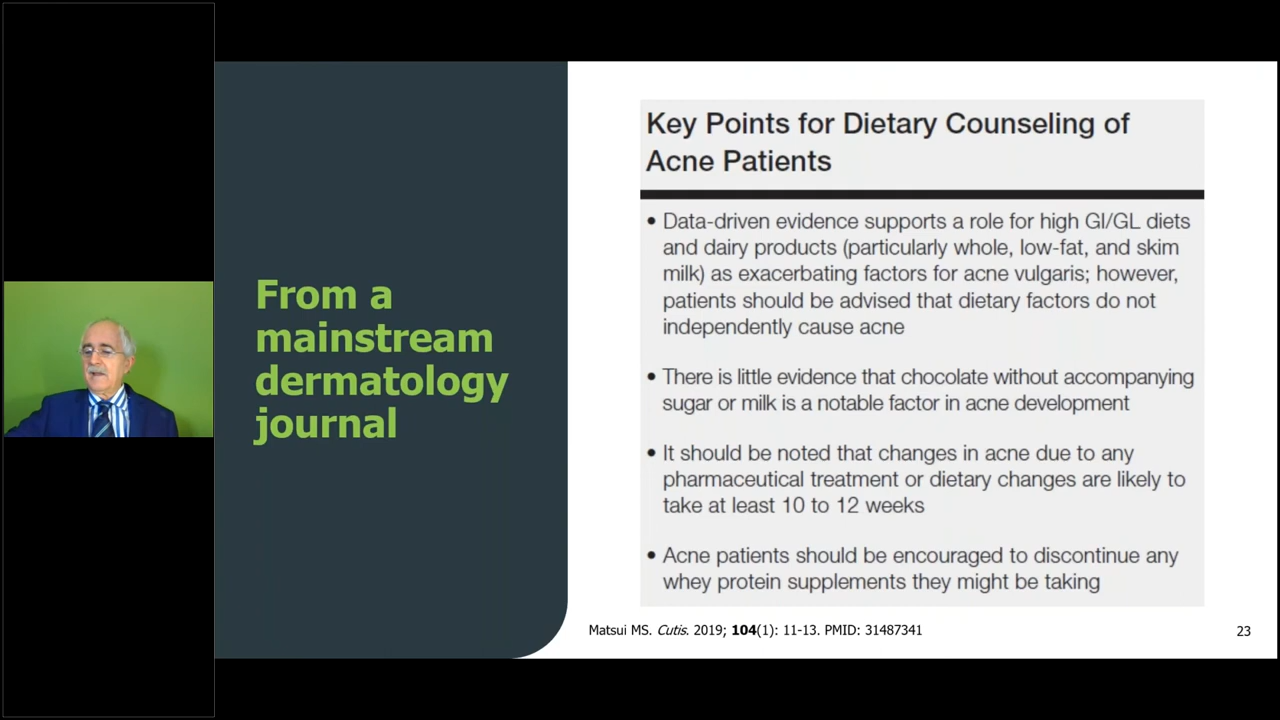 From a
mainstream
dermatology
journal
Key Points for Dietary Counseling of
Acne Patients
• Data-driven evidence supports a role for high GI/GL diets
and dairy products (particularly whole, low-fat, and skim
milk) as exacerbating factors for acne vulgaris; however,
patients should be advised that dietary factors do not
independently cause acne
• There is little evidence that chocolate without accompanying
sugar or milk is a notable factor in acne development
• It should be noted that changes in acne due to any
pharmaceutical treatment or dietary changes are likely to
take at least 10 to 12 weeks
• Acne patients should be encouraged to discontinue any
whey protein supplements they might be taking
Matsui MS. Cutis. 2019; 104(1): 11-13. PMID: 31487341
23